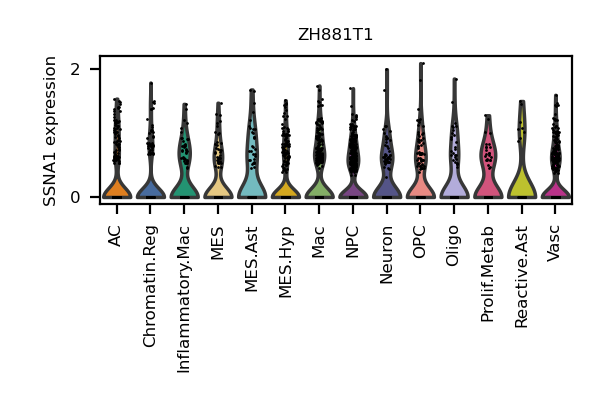 ZH881T1
SSNA1 expression
2
0
AC
Chromatin.Reg
Inflammatory.Mac
MES
MES.Ast
MES.Hyp
Mac
NPC
Neuron
OPC
Oligo
Prolif.Metab
Reactive.Ast
Vasc